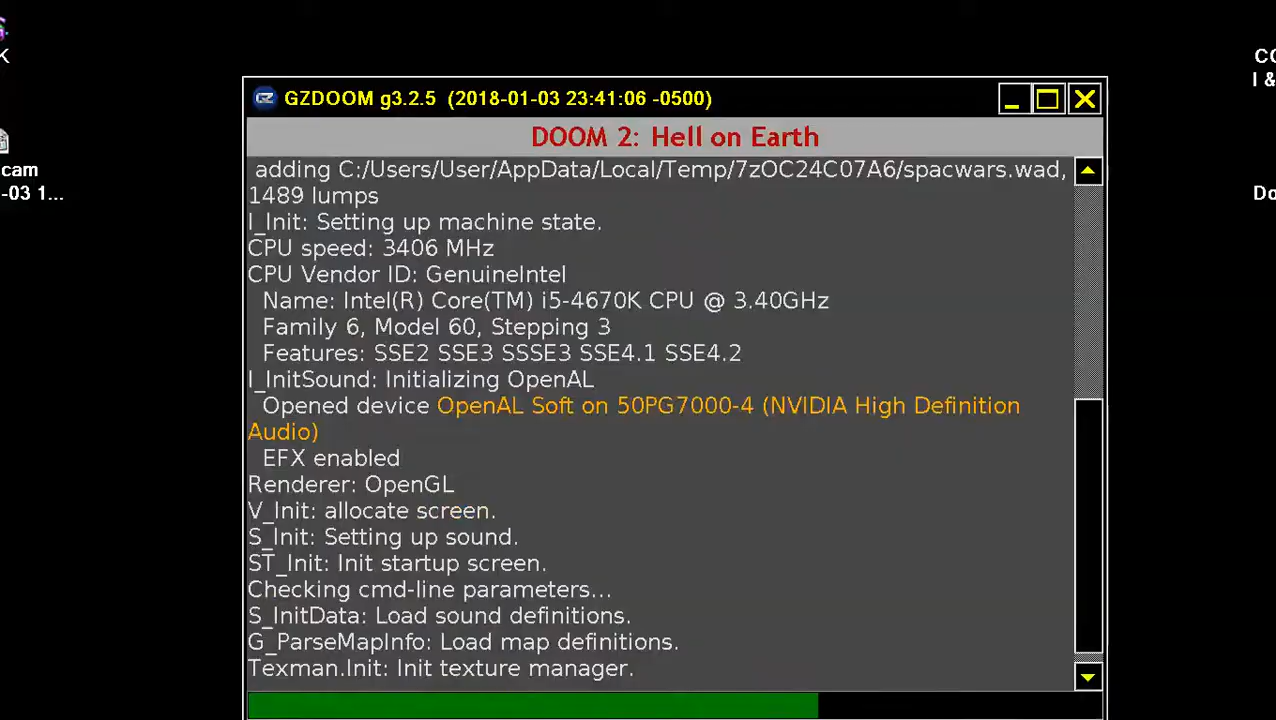 K
CO
I &
GZDOOM g3.2.5 (2018-01-03 23:41:06 -0500)
DOOM 2: Hell on Earth
cam
-03 1...
Do
adding C:/Users/User/AppData/Local/Temp/7zOC24C07A6/spacwars.wad,
1489 lumps
I_Init: Setting up machine state.
CPU speed: 3406 MHz
CPU Vendor ID: GenuineIntel
Name: Intel(R) Core(TM) i5-4670K CPU @ 3.40GHz
Family 6, Model 60, Stepping 3
Features: SSE2 SSE3 SSSE3 SSE4.1 SSE4.2
I_InitSound: Initializing OpenAL
Opened device OpenAL Soft on 50PG7000-4 (NVIDIA High Definition
Audio)
EFX enabled
Renderer: OpenGL
V_Init: allocate screen.
S_Init: Setting up sound.
ST_Init: Init startup screen.
Checking cmd-line parameters...
S_InitData: Load sound definitions.
G_ParseMapInfo: Load map definitions.
Texman.Init: Init texture manager.